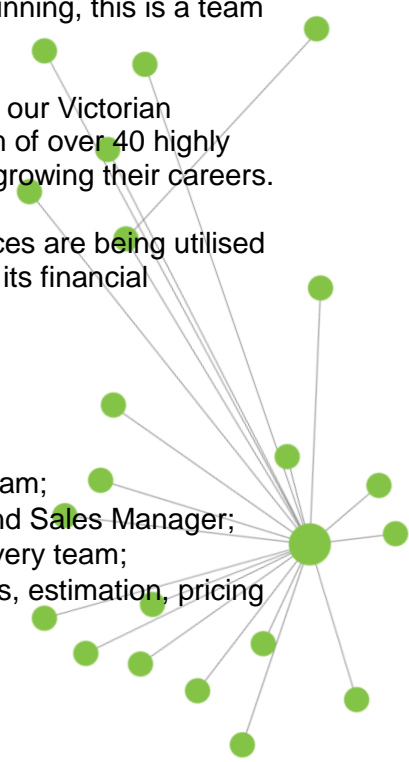 inning, this is a team
our Victorian
n of over 40 highly
growing their careers.
ces are being utilised
its financial
am;
nd Sales Manager;
very team;
s, estimation, pricing